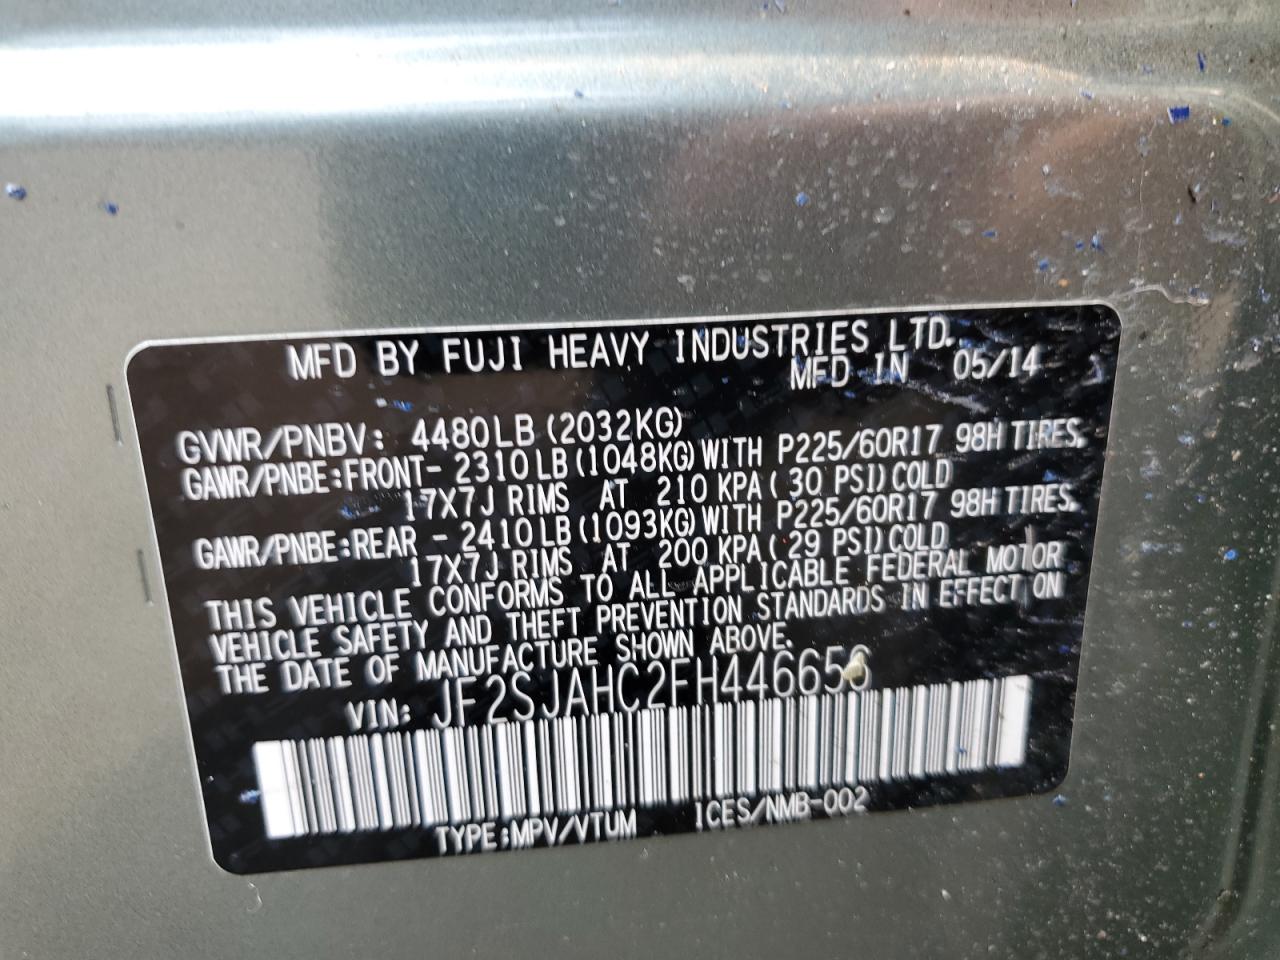 MFD BY FUJI HEAVY INDUSTRIES LTD.
MFD IN 05/14
GVWR/PNBV: 4480LB (2032KG)
GAWR/PNBE:FRONT- 2310LB(1048KG)WITH P225/60R17 98H TIRES,
17X7J RIMS AT 210 KPA( 30 PSI)COLD
GAWR/PNBE:REAR - 2410LB(1093KG)WITH P225/60R17 98H TIRES,
17X7J RIMS AT 200 KPA( 29 PSI)COLD
THIS VEHICLE CONFORMS TO ALL APPLICABLE FEDERAL MOTOR
VEHICLE SAFETY AND THEFT PREVENTION STANDARDS IN EFFECT ON
THE DATE OF MANUFACTURE SHOWN ABOVE.
VIN: JF2SJAHC2FH446656
TYPE:MPV/VTUM ICES/NMB-002